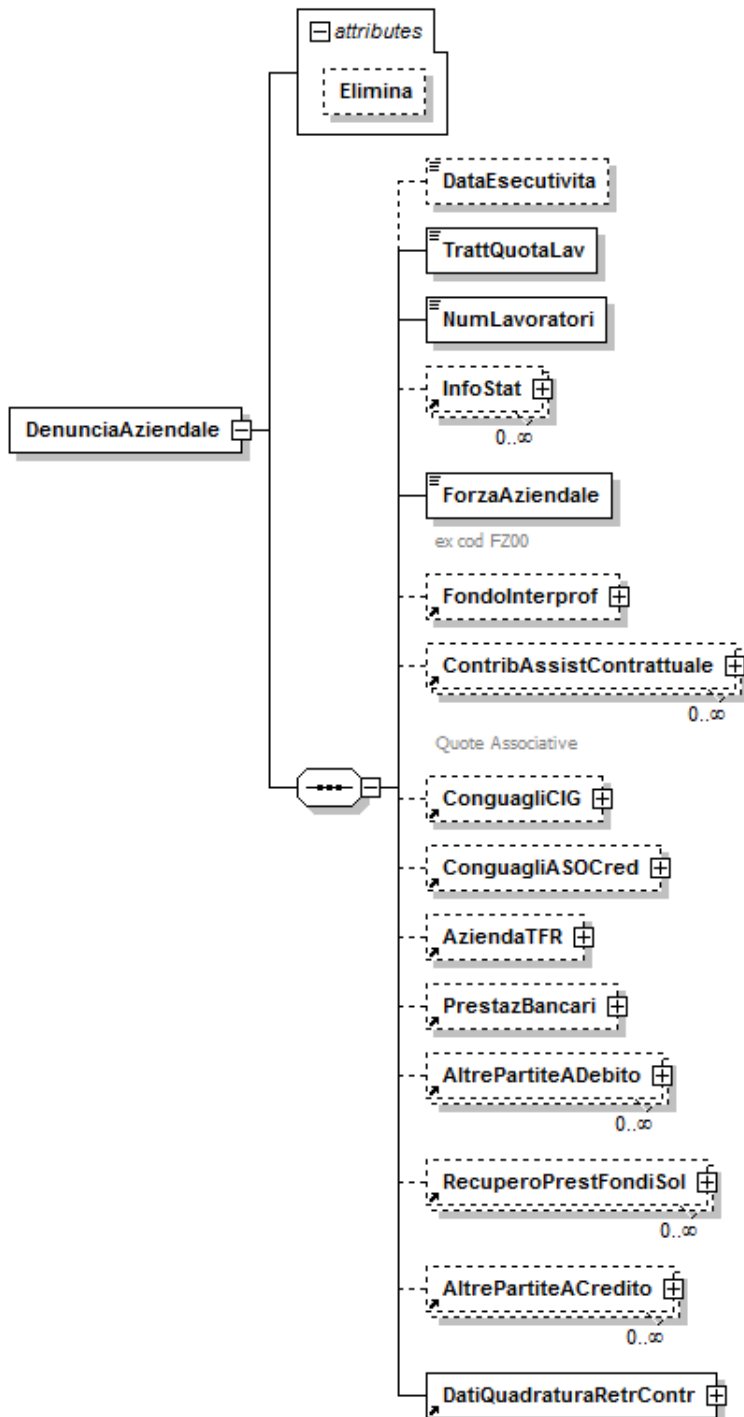 attributes
Elimina
DataEsecutivita
TrattQuotaLav
NumLavoratori
InfoStat
0..∞
DenunciaAziendale
ForzaAziendale
ex cod FZ00
FondoInterprof
ContribAssistContrattuale
0..∞
Quote Associative
ConguagliCIG
ConguagliASOCred
AziendaTFR
PrestazBancari
AltrePartiteADebito
0..∞
RecuperoPrestFondiSol
0..∞
AltrePartiteACredito
0..∞
DatiQuadraturaRetrContr